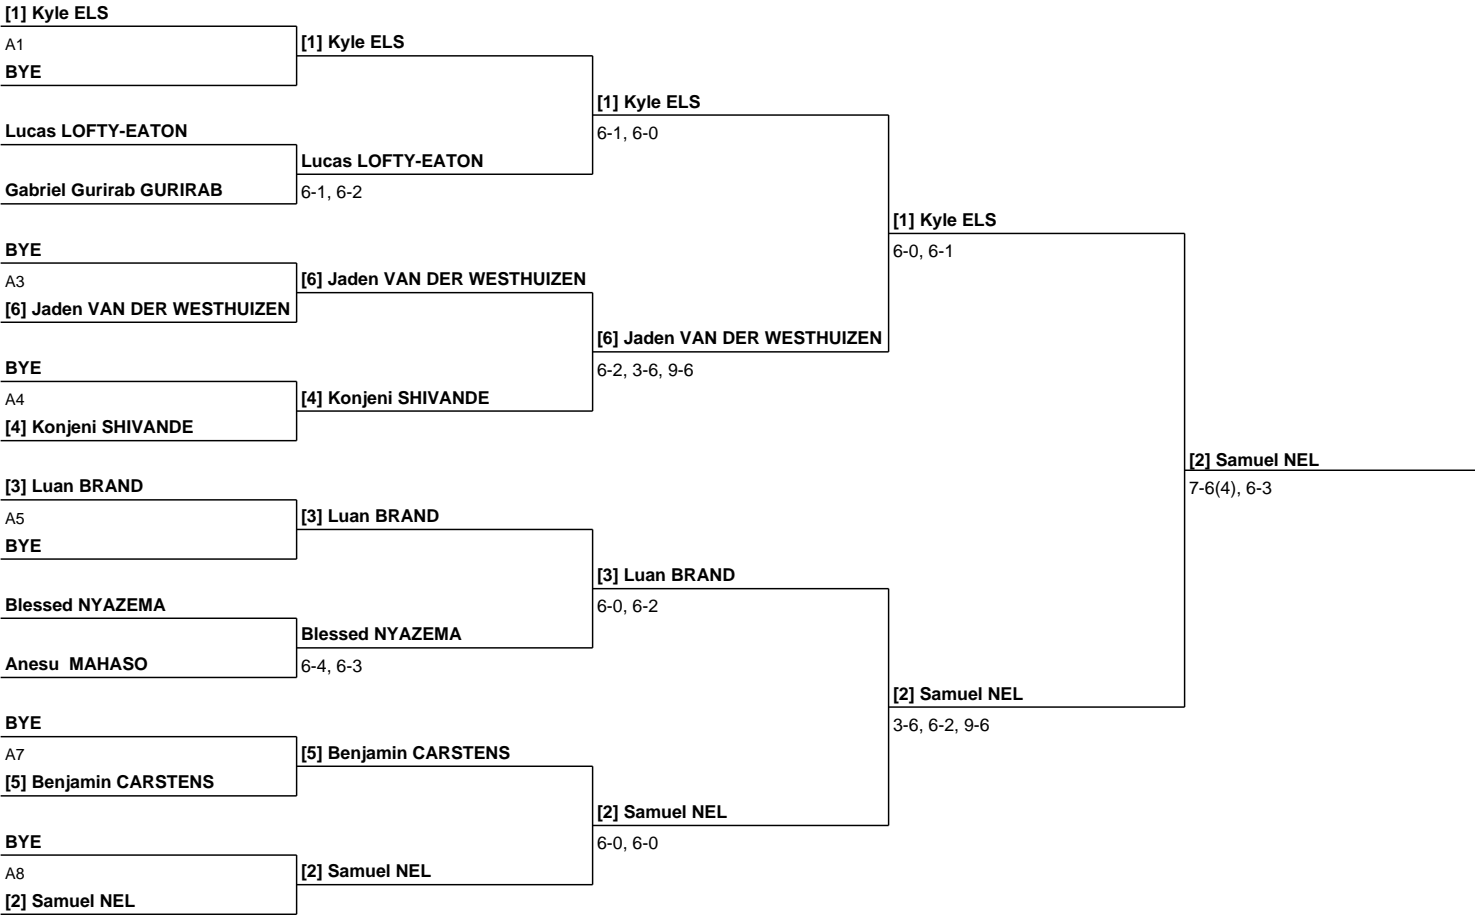 [1] Kyle ELS
A1
BYE
Lucas LOFTY-EATON
Gabriel Gurirab GURIRAB
BYE
A3
[6] Jaden VAN DER WESTHUIZEN
BYE
A4
[4] Konjeni SHIVANDE
[3] Luan BRAND
A5
BYE
Blessed NYAZEMA
Anesu  MAHASO
BYE
A7
[5] Benjamin CARSTENS
BYE
A8
[2] Samuel NEL
[1] Kyle ELS
Lucas LOFTY-EATON
6-1, 6-2
[6] Jaden VAN DER WESTHUIZEN
[4] Konjeni SHIVANDE
[3] Luan BRAND
Blessed NYAZEMA
6-4, 6-3
[5] Benjamin CARSTENS
[2] Samuel NEL
[1] Kyle ELS
6-1, 6-0
[6] Jaden VAN DER WESTHUIZEN
6-2, 3-6, 9-6
[3] Luan BRAND
6-0, 6-2
[2] Samuel NEL
6-0, 6-0
[1] Kyle ELS
6-0, 6-1
[2] Samuel NEL
3-6, 6-2, 9-6
[2] Samuel NEL
7-6(4), 6-3